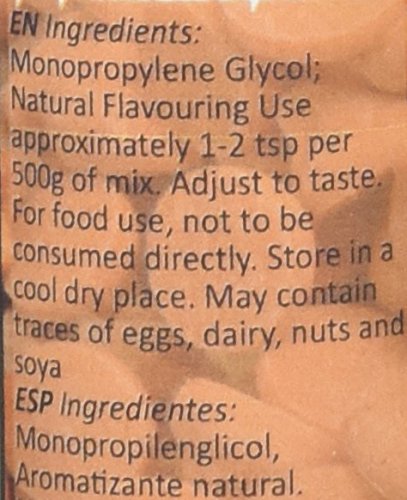 EN Ingredients:
Monopropylene Glycol;
Natural Flavouring Use
approximately 1-2 tsp per
500g of mix. Adjust to taste.
For food use, not to be
consumed directly. Store in a
cool dry place. May contain
traces of eggs, dairy, nuts and
soya
ESP Ingredientes:
Monopropilenglicol,
Aromatizante natural.